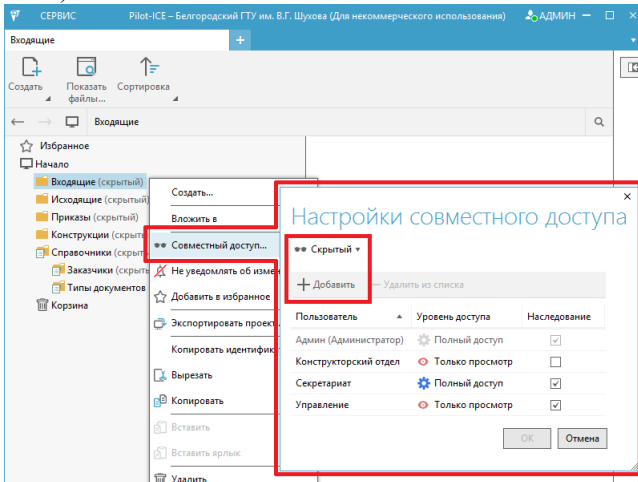 СЕРВИС
Pilot-ICE – Белгородский ГТУ им. В.Г. Шухова (Для некоммерческого использования)
АДМИН
Входящие
+
Создать
Показать файлы...
Сортировка
Входящие
Избранное
Начало
Входящие (скрытый)
Исходящие (скрытый)
Приказы (скрытый)
Конструкции (скрыты
Справочники (скрыт
Заказчики (скрыть
Типы документов
Корзина
Создать...
Вложить в
Совместный доступ...
Не уведомлять об измен
Добавить в избранное
Экспортировать проект.
Копировать идентифик
Вырезать
Копировать
Вставить
Вставить ярлык
Удалить
Настройки совместного доступа
Скрытый
Добавить
Удалить из списка
Пользователь Уровень доступа Наследование
Админ (Администратор) Полный доступ
Конструкторский отдел Только просмотр
Секретариат Полный доступ
Управление Только просмотр
OK Отмена